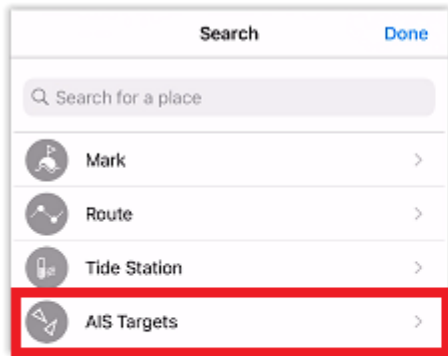 Search
Done
Search for a place
Mark
Route
Tide Station
AIS Targets